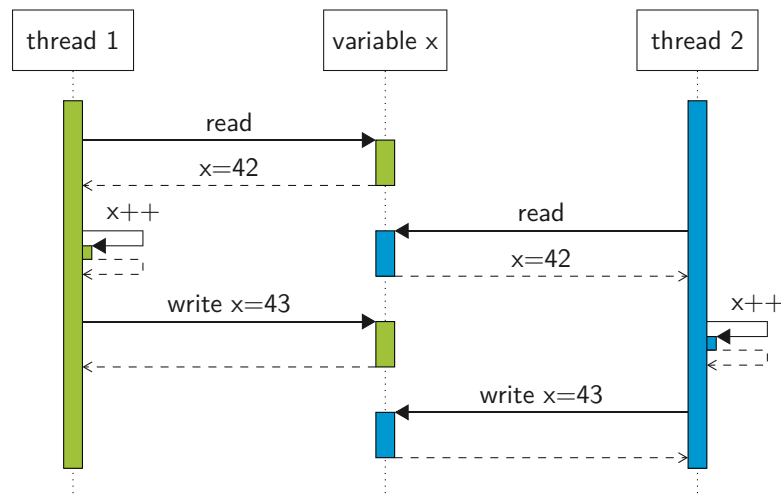 thread 1
variable x
thread 2
read
x=42
x++
read
x=42
write x=43
x++
write x=43